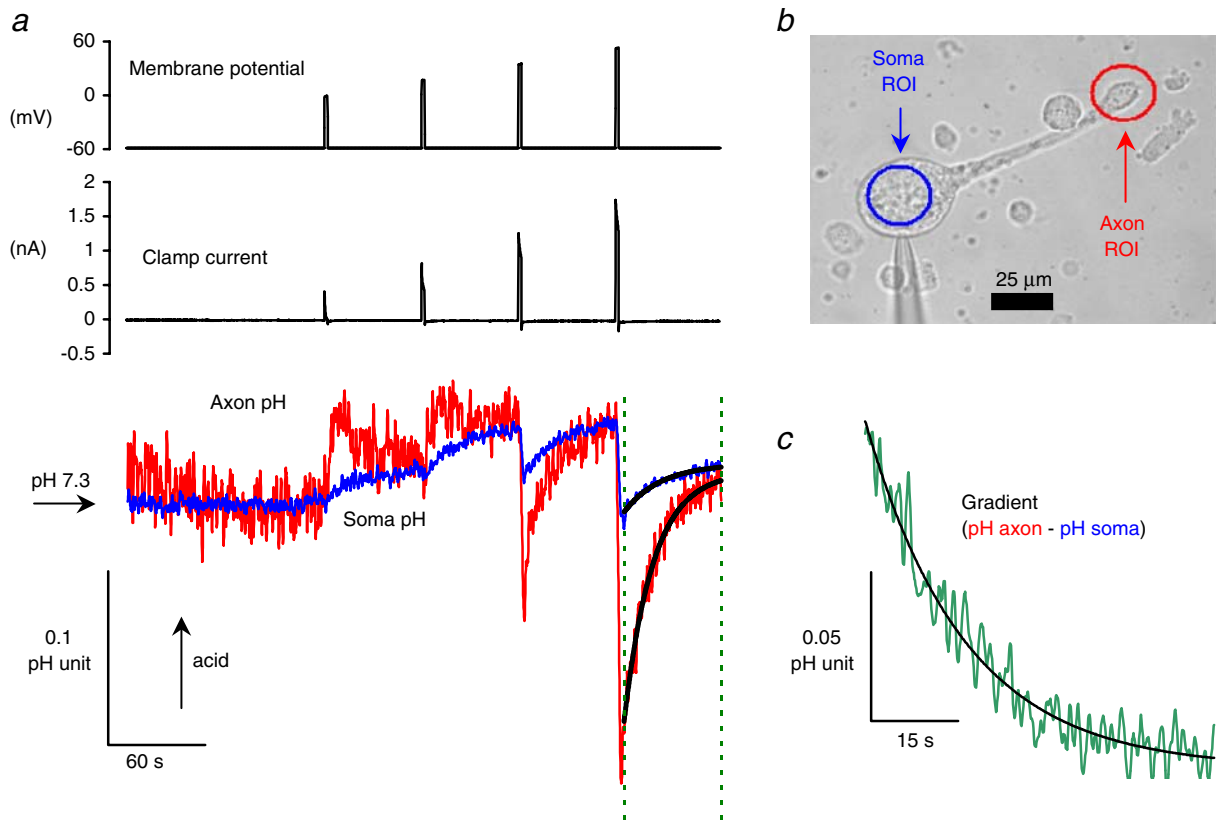 a
60
Membrane potential
(mV)
0
-60
2
1.5
(nA)
1
Clamp current
0.5
0
-0.5
Axon pH
pH 7.3
Soma pH
0.1
pH unit
acid
60 s
b
Soma
ROI
Axon
ROI
25 μm
c
Gradient
(pH axon - pH soma)
0.05
pH unit
15 s